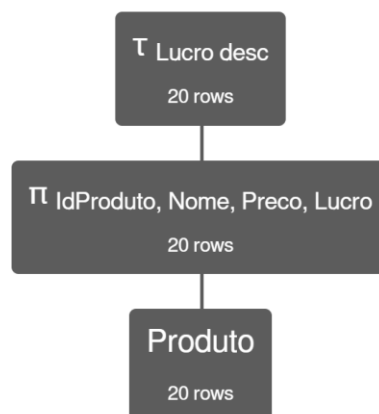 τ Lucro desc
20 rows
π IdProduto, Nome, Preco, Lucro
20 rows
Produto
20 rows